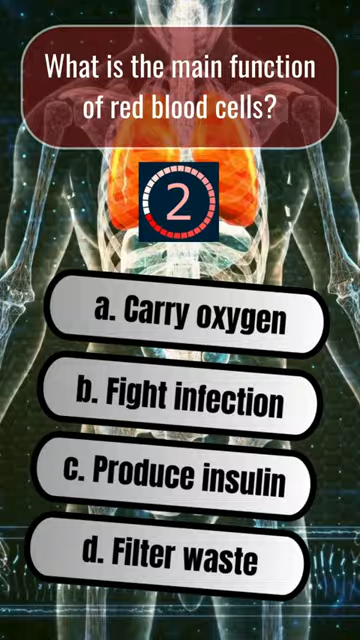 What is the main function
of red blood cells?
2
a. Carry oxygen
b. Fight infection
c. Produce insulin
d. Filter waste